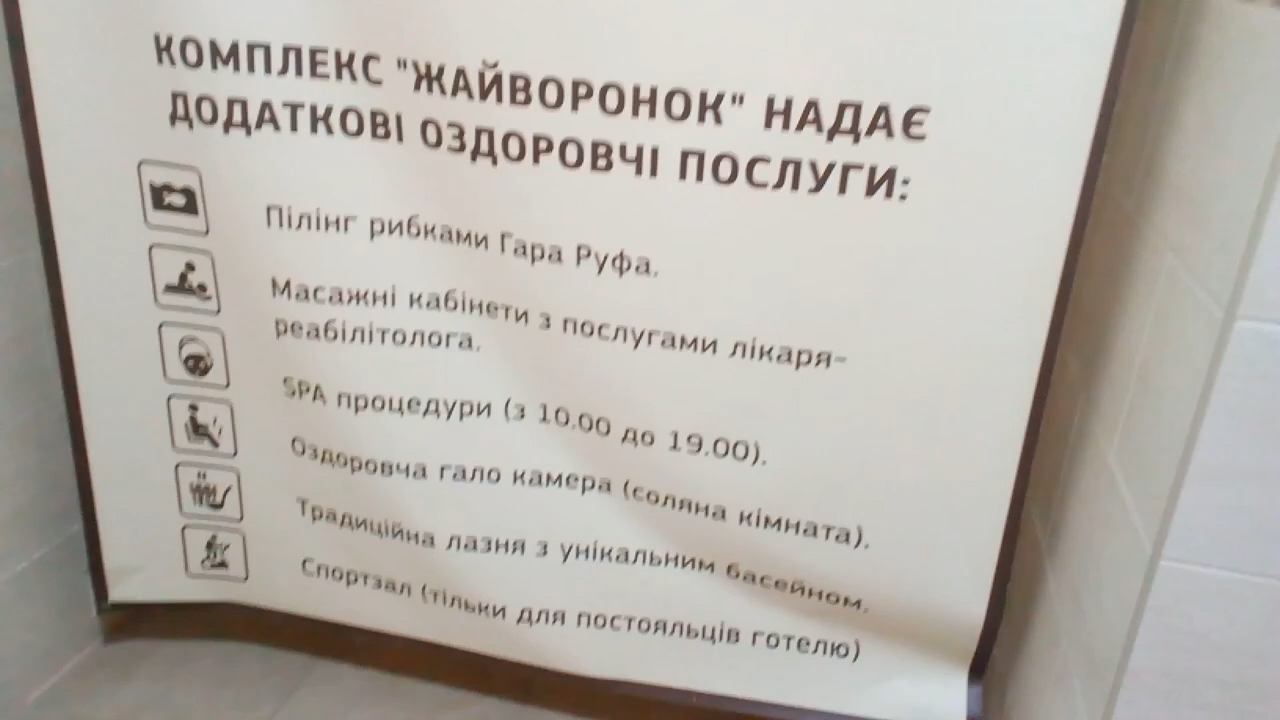 КОМПЛЕКС "ЖАЙВОРОНОК" НАДАЄ
ДОДАТКОВІ ОЗДОРОВЧІ ПОСЛУГИ:
Пілінг рибками Гара Руфа.
Масажні кабінети з послугами лікаря-
реабілітолога.
SPA процедури (з 10.00 до 19.00).
Оздоровча гало камера (соляна кімната).
Традиційна лазня з унікальним басейном.
Спортзал (тільки для постояльців готелю)